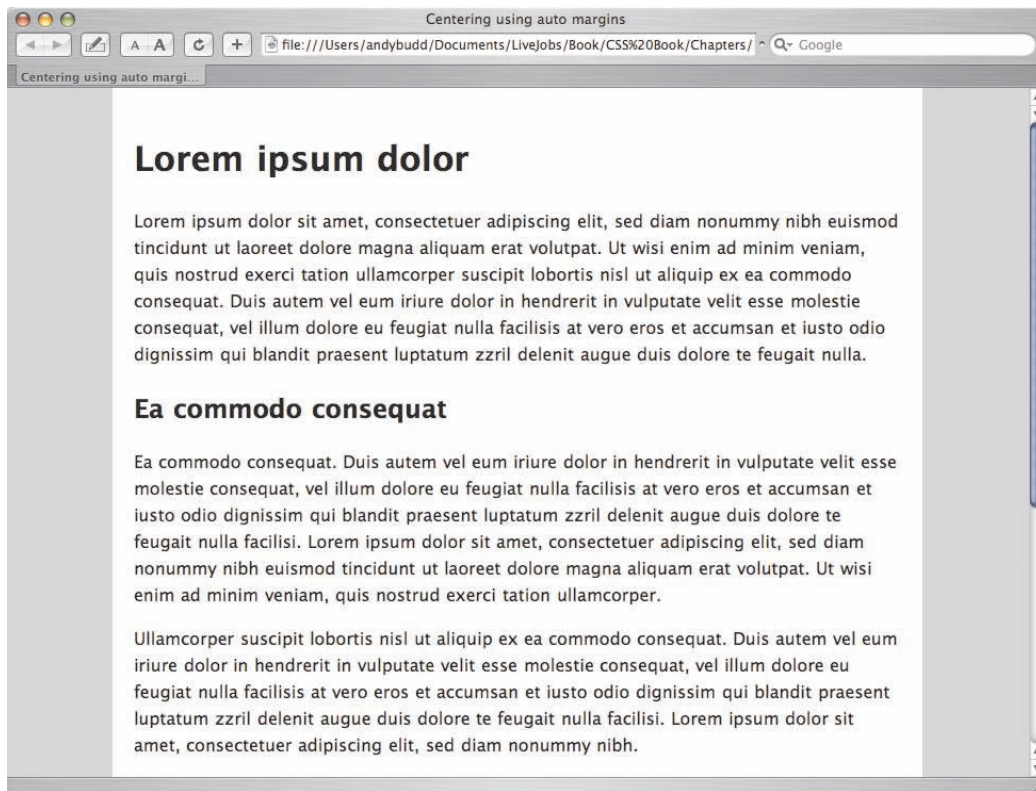 Centering using auto margins
A A + file:///Users/andybudd/Documents/LiveJobs/Book/CSS%20Book/Chapters/ Q Google
Centering using auto margi...
Lorem ipsum dolor
Lorem ipsum dolor sit amet, consectetuer adipiscing elit, sed diam nonummy nibh euismod
tincidunt ut laoreet dolore magna aliquam erat volutpat. Ut wisi enim ad minim veniam,
quis nostrud exerci tation ullamcorper suscipit lobortis nisl ut aliquip ex ea commodo
consequat. Duis autem vel eum iriure dolor in hendrerit in vulputate velit esse molestie
consequat, vel illum dolore eu feugiat nulla facilisis at vero eros et accumsan et iusto odio
dignissim qui blandit praesent luptatum zzril delenit augue duis dolore te feugait nulla.
Ea commodo consequat
Ea commodo consequat. Duis autem vel eum iriure dolor in hendrerit in vulputate velit esse
molestie consequat, vel illum dolore eu feugiat nulla facilisis at vero eros et accumsan et
iusto odio dignissim qui blandit praesent luptatum zzril delenit augue duis dolore te
feugait nulla facilisi. Lorem ipsum dolor sit amet, consectetuer adipiscing elit, sed diam
nonummy nibh euismod tincidunt ut laoreet dolore magna aliquam erat volutpat. Ut wisi
enim ad minim veniam, quis nostrud exerci tation ullamcorper.
Ullamcorper suscipit lobortis nisl ut aliquip ex ea commodo consequat. Duis autem vel eum
iriure dolor in hendrerit in vulputate velit esse molestie consequat, vel illum dolore eu
feugiat nulla facilisis at vero eros et accumsan et iusto odio dignissim qui blandit praesent
luptatum zzril delenit augue duis dolore te feugait nulla facilisi. Lorem ipsum dolor sit
amet, consectetuer adipiscing elit, sed diam nonummy nibh.